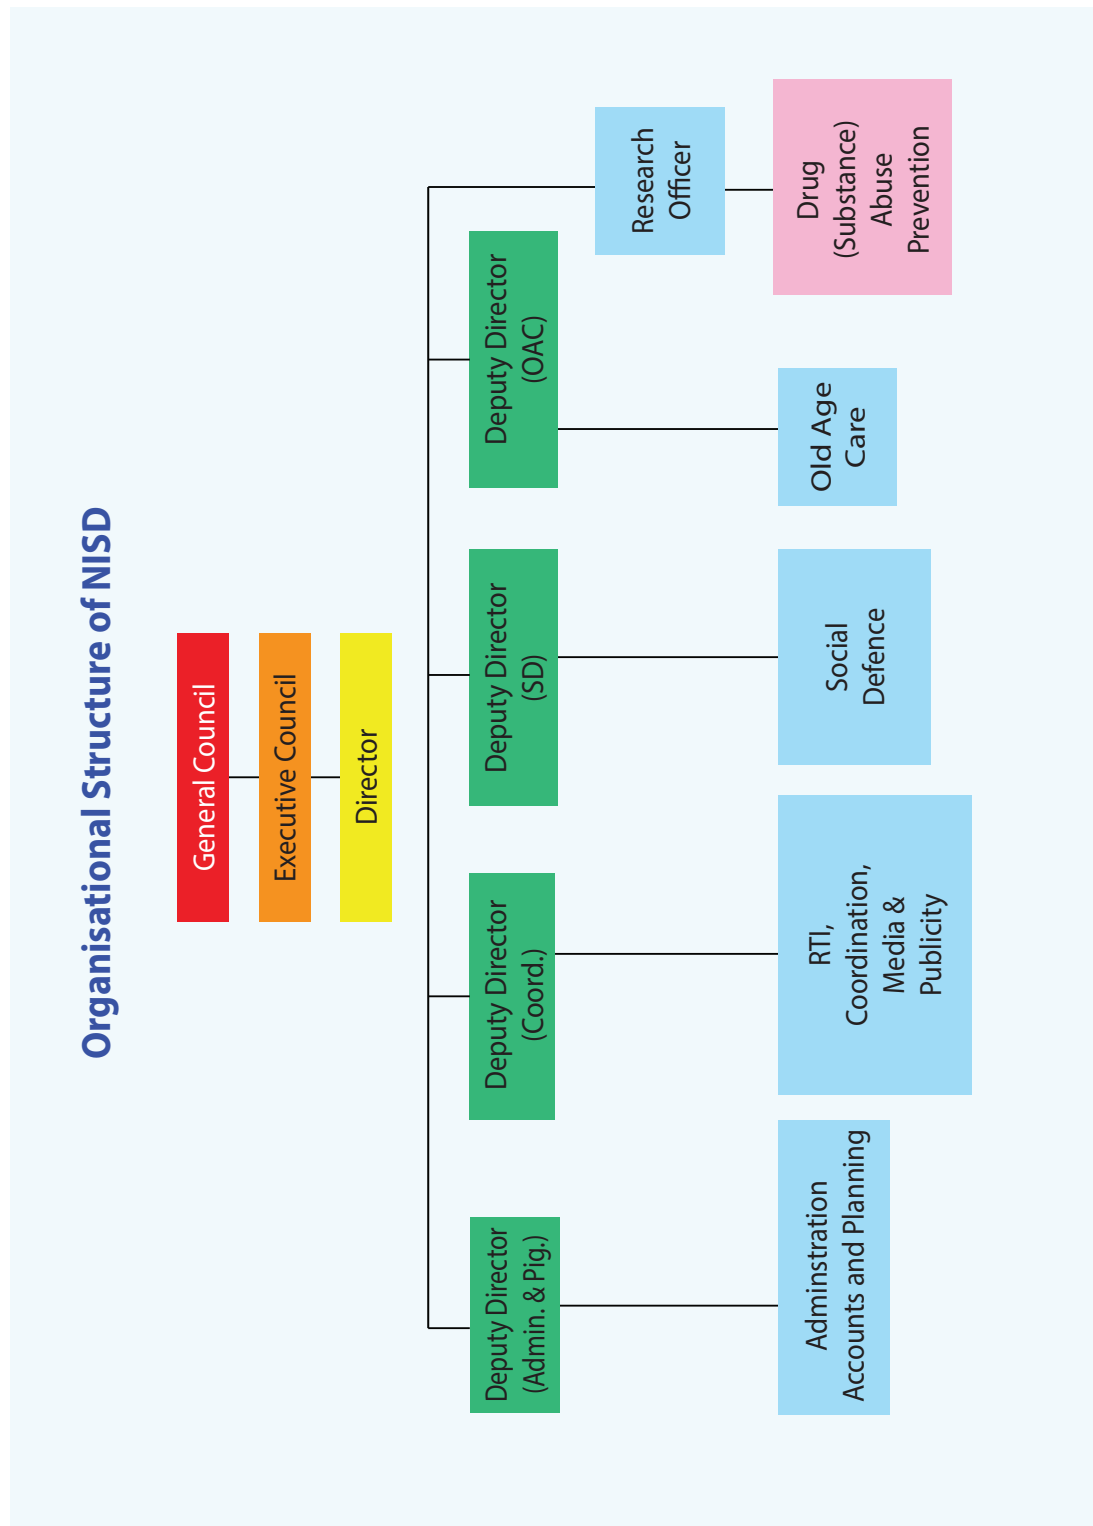 Organisational Structure of NISD
General Council
Executive Council
Director
Deputy Director
(Admin. & Pig.)
Deputy Director
(Coord.)
Deputy Director
(SD)
Deputy Director
(OAC)
Research
Officer
Adminstration
Accounts and Planning
RTI,
Coordination,
Media &
Publicity
Social
Defence
Old Age
Care
Drug
(Substance)
Abuse
Prevention